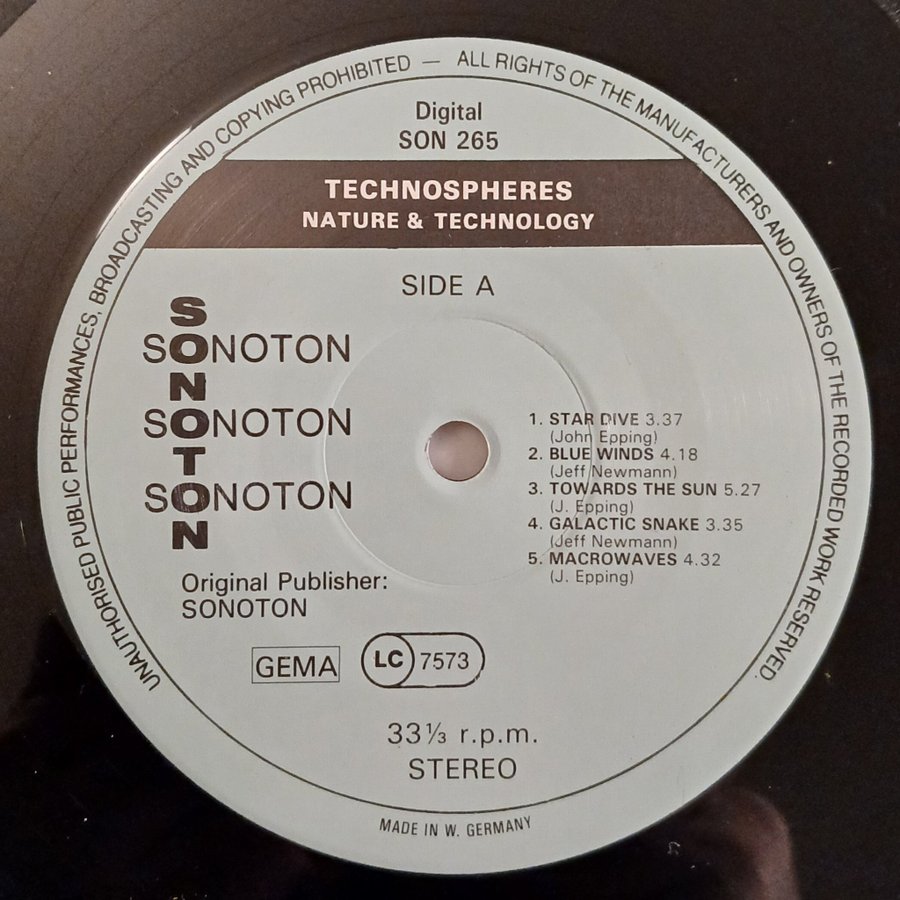 UNAUTHORISED PUBLIC PERFORMANCES, BROADCASTING AND COPYING PROHIBITED — ALL RIGHTS OF THE MANUFACTURERS AND OWNERS OF THE RECORDED WORK RESERVED.
Digital
SON 265
TECHNOSPHERES
NATURE & TECHNOLOGY
SIDE A
SONOTON
SONOTON
SONOTON
SONOTON
1. STAR DIVE 3.37
(John Epping)
2. BLUE WINDS 4.18
(Jeff Newmann)
3. TOWARDS THE SUN 5.27
(J. Epping)
4. GALACTIC SNAKE 3.35
(Jeff Newmann)
5. MACROWAVES 4.32
(J. Epping)
Original Publisher:
SONOTON
GEMA LC 7573
33⅓ r.p.m.
STEREO
MADE IN W. GERMANY